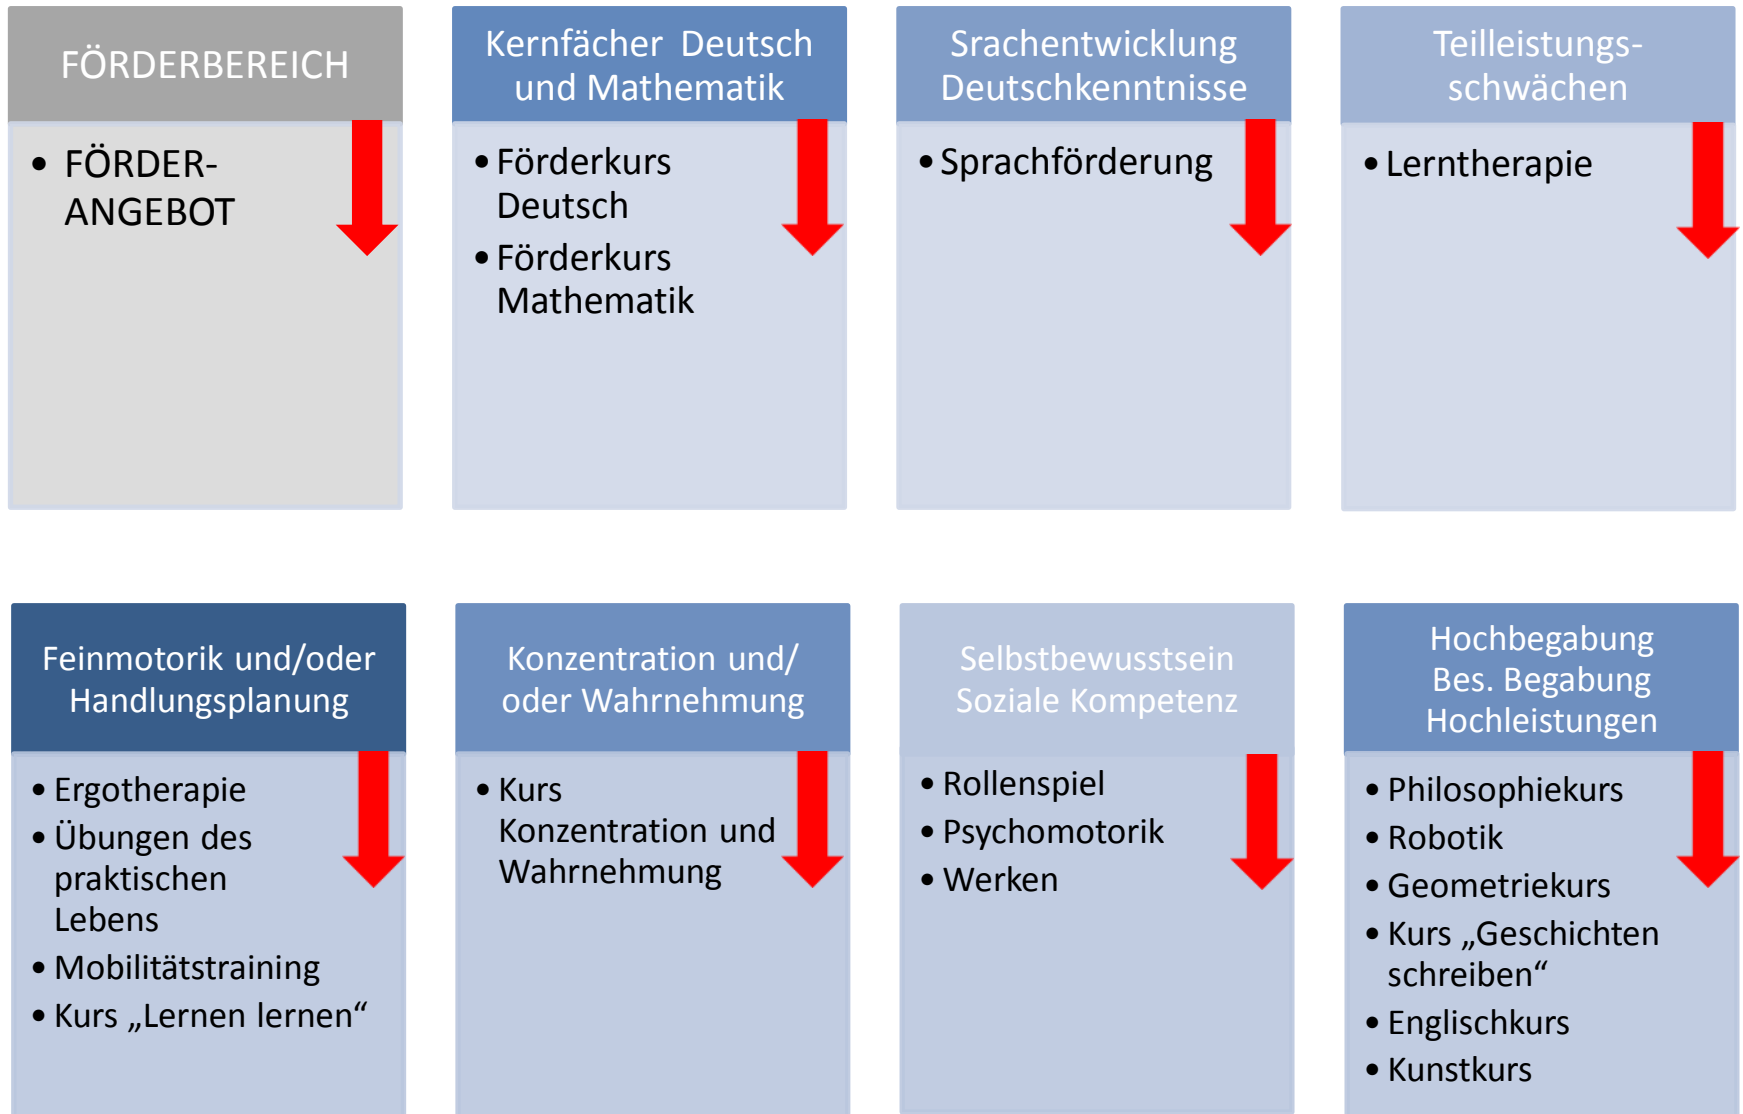 FÖRDERBEREICH
• FÖRDER-
ANGEBOT
Kernfächer Deutsch
und Mathematik
• Förderkurs
Deutsch
• Förderkurs
Mathematik
Srachentwicklung
Deutschkenntnisse
• Sprachförderung
Teilleistungs-
schwächen
• Lerntherapie
Feinmotorik und/oder
Handlungsplanung
• Ergotherapie
• Übungen des
praktischen
Lebens
• Mobilitätstraining
• Kurs „Lernen lernen“
Konzentration und/
oder Wahrnehmung
• Kurs
Konzentration und
Wahrnehmung
Selbstbewusstsein
Soziale Kompetenz
• Rollenspiel
• Psychomotorik
• Werken
Hochbegabung
Bes. Begabung
Hochleistungen
• Philosophiekurs
• Robotik
• Geometriekurs
• Kurs „Geschichten
schreiben“
• Englischkurs
• Kunstkurs